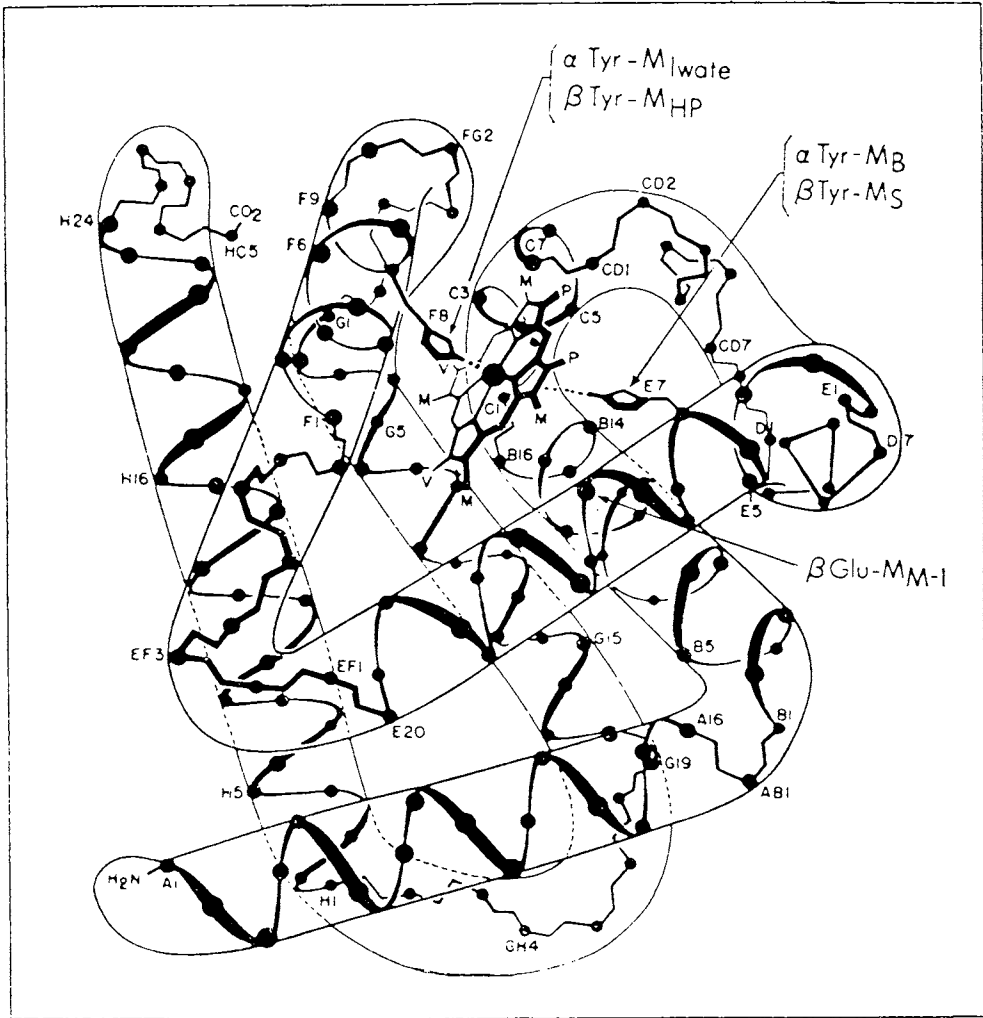 α Tyr-M Iwate
β Tyr-M HP
α Tyr-M B
β Tyr-M S
FG2
CD2
F9
H24
CO2
HC5
F6
C7
CD1
M
P
C3
C5
F8
G1
CD7
V
P
E7
E1
M
C1
M
D1
D7
F1
G5
B14
B16
H16
V
M
E5
β Glu-M M-1
EF3
EF1
G15
B5
E20
A16
B1
G19
H5
AB1
H2N
A1
H1
GH4